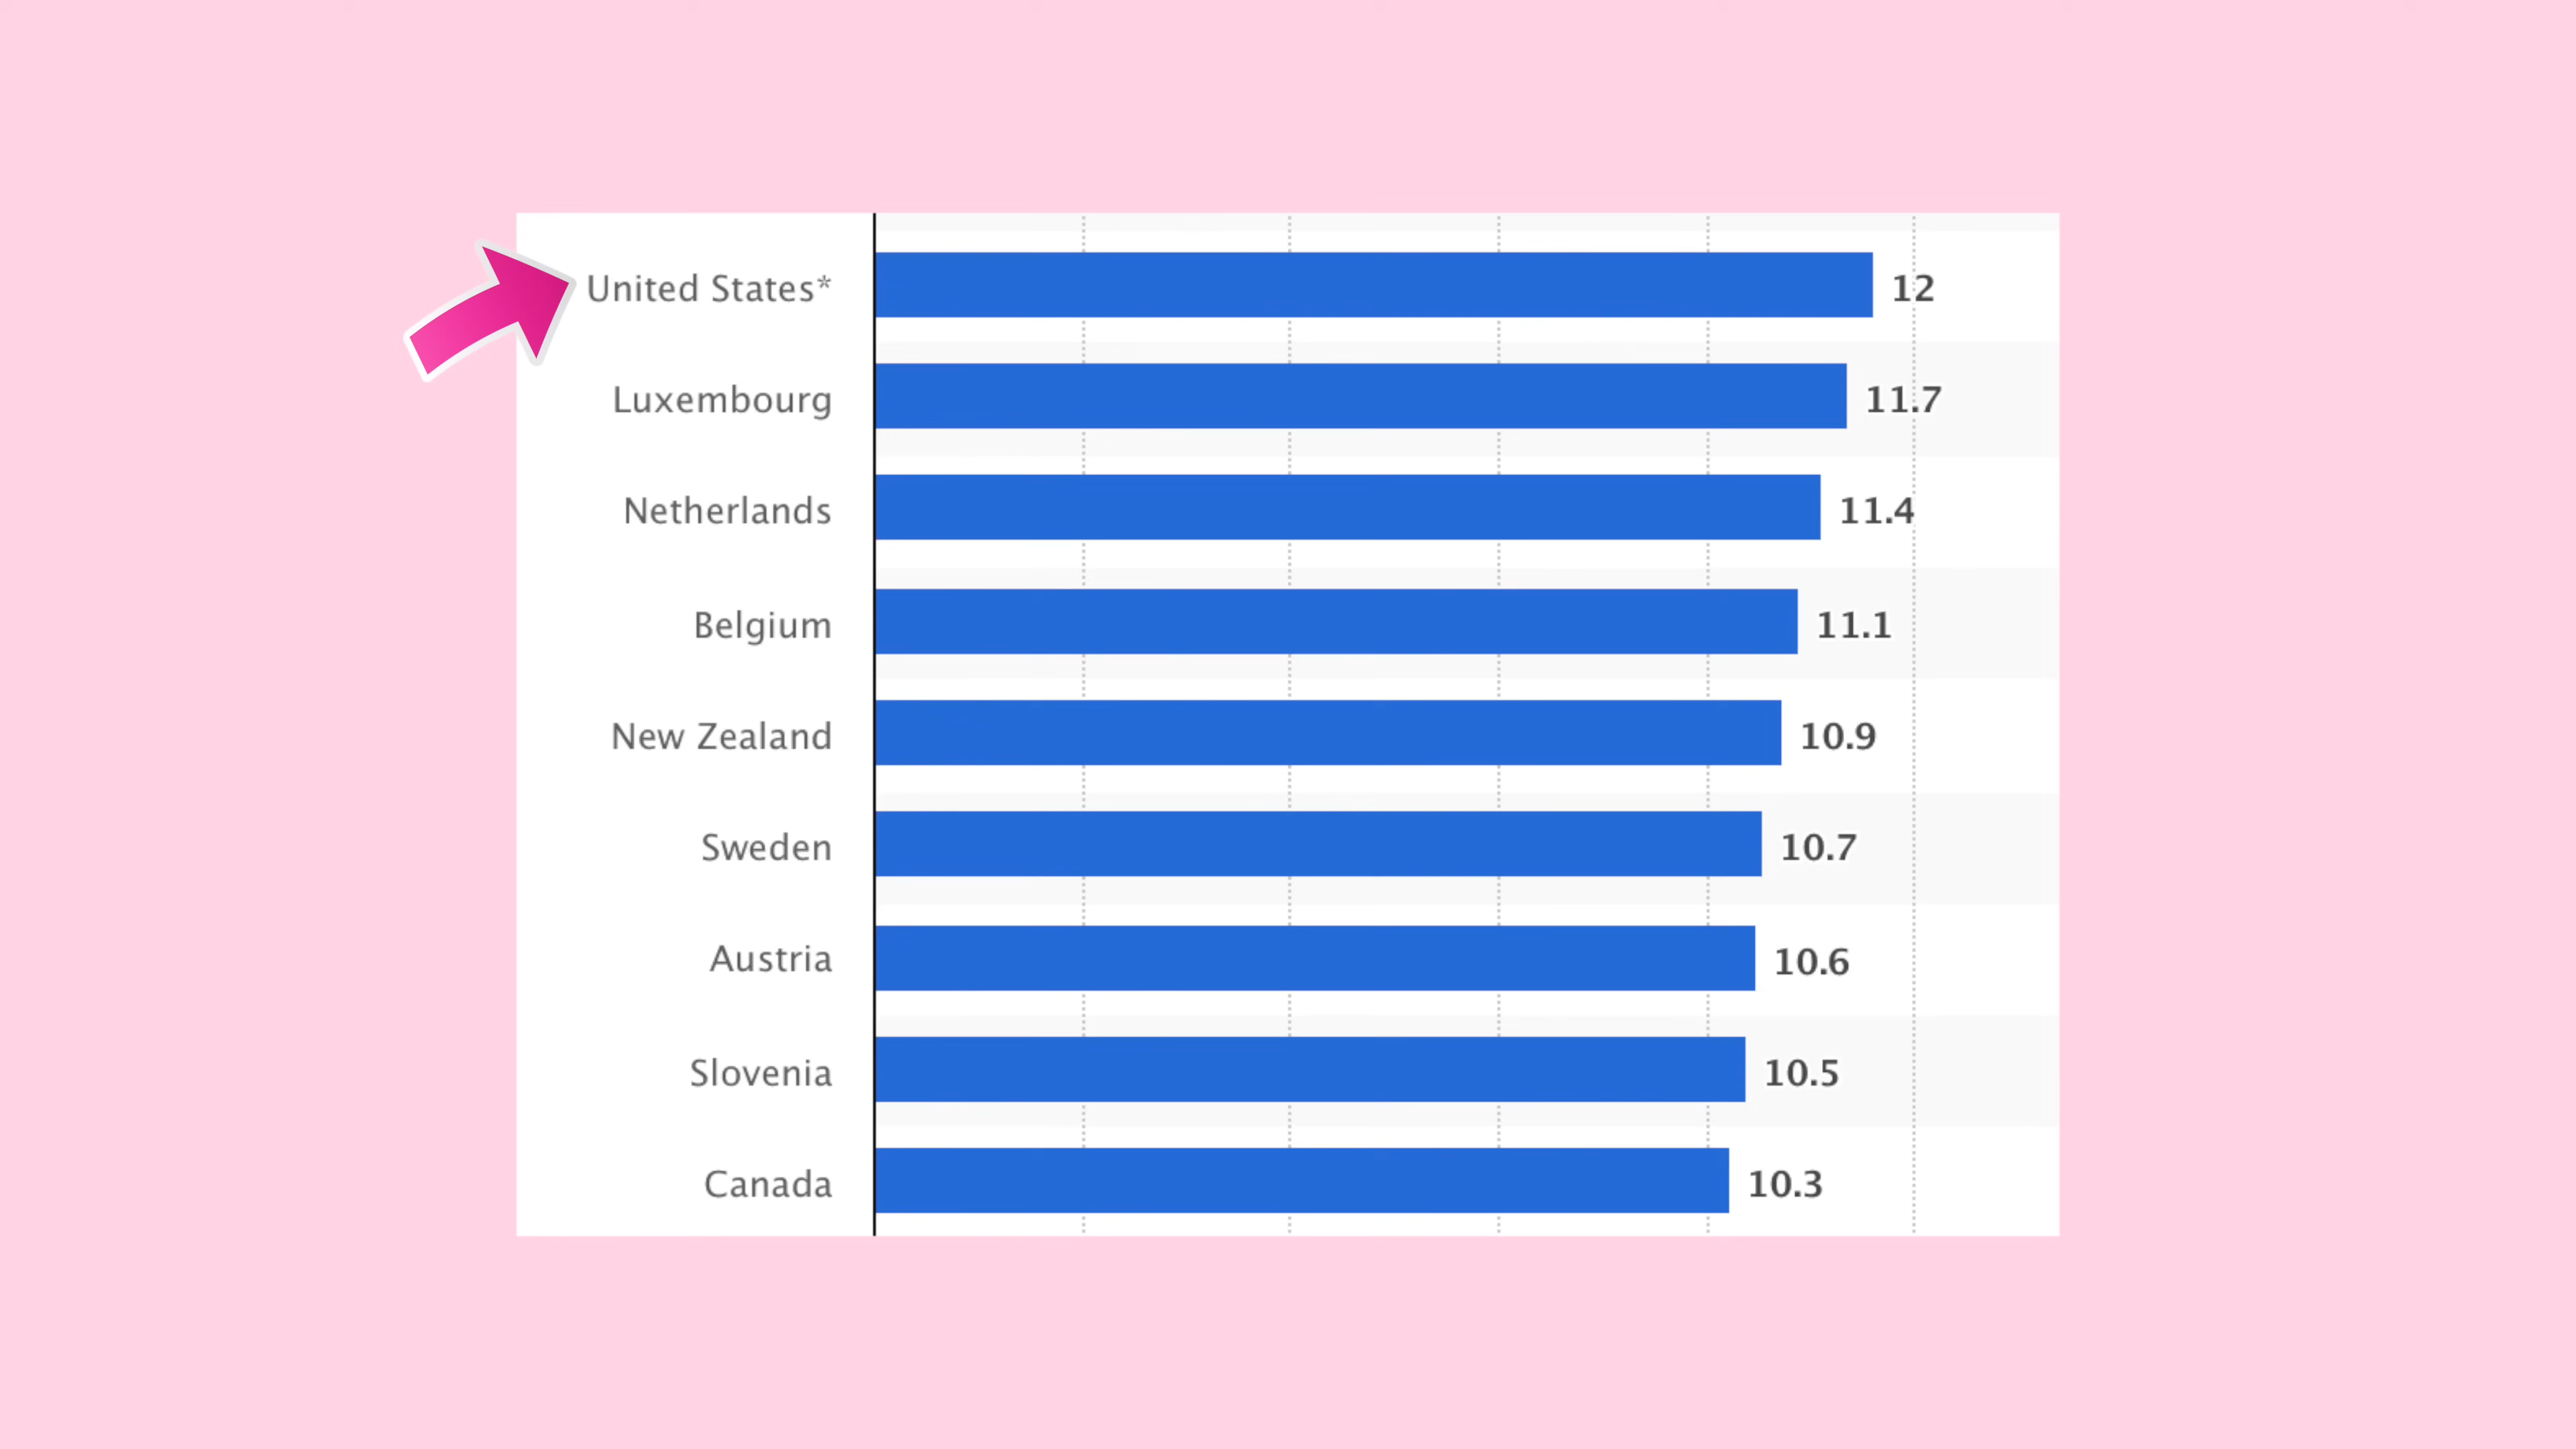 United States* 12
Luxembourg 11.7
Netherlands 11.4
Belgium 11.1
New Zealand 10.9
Sweden 10.7
Austria 10.6
Slovenia 10.5
Canada 10.3